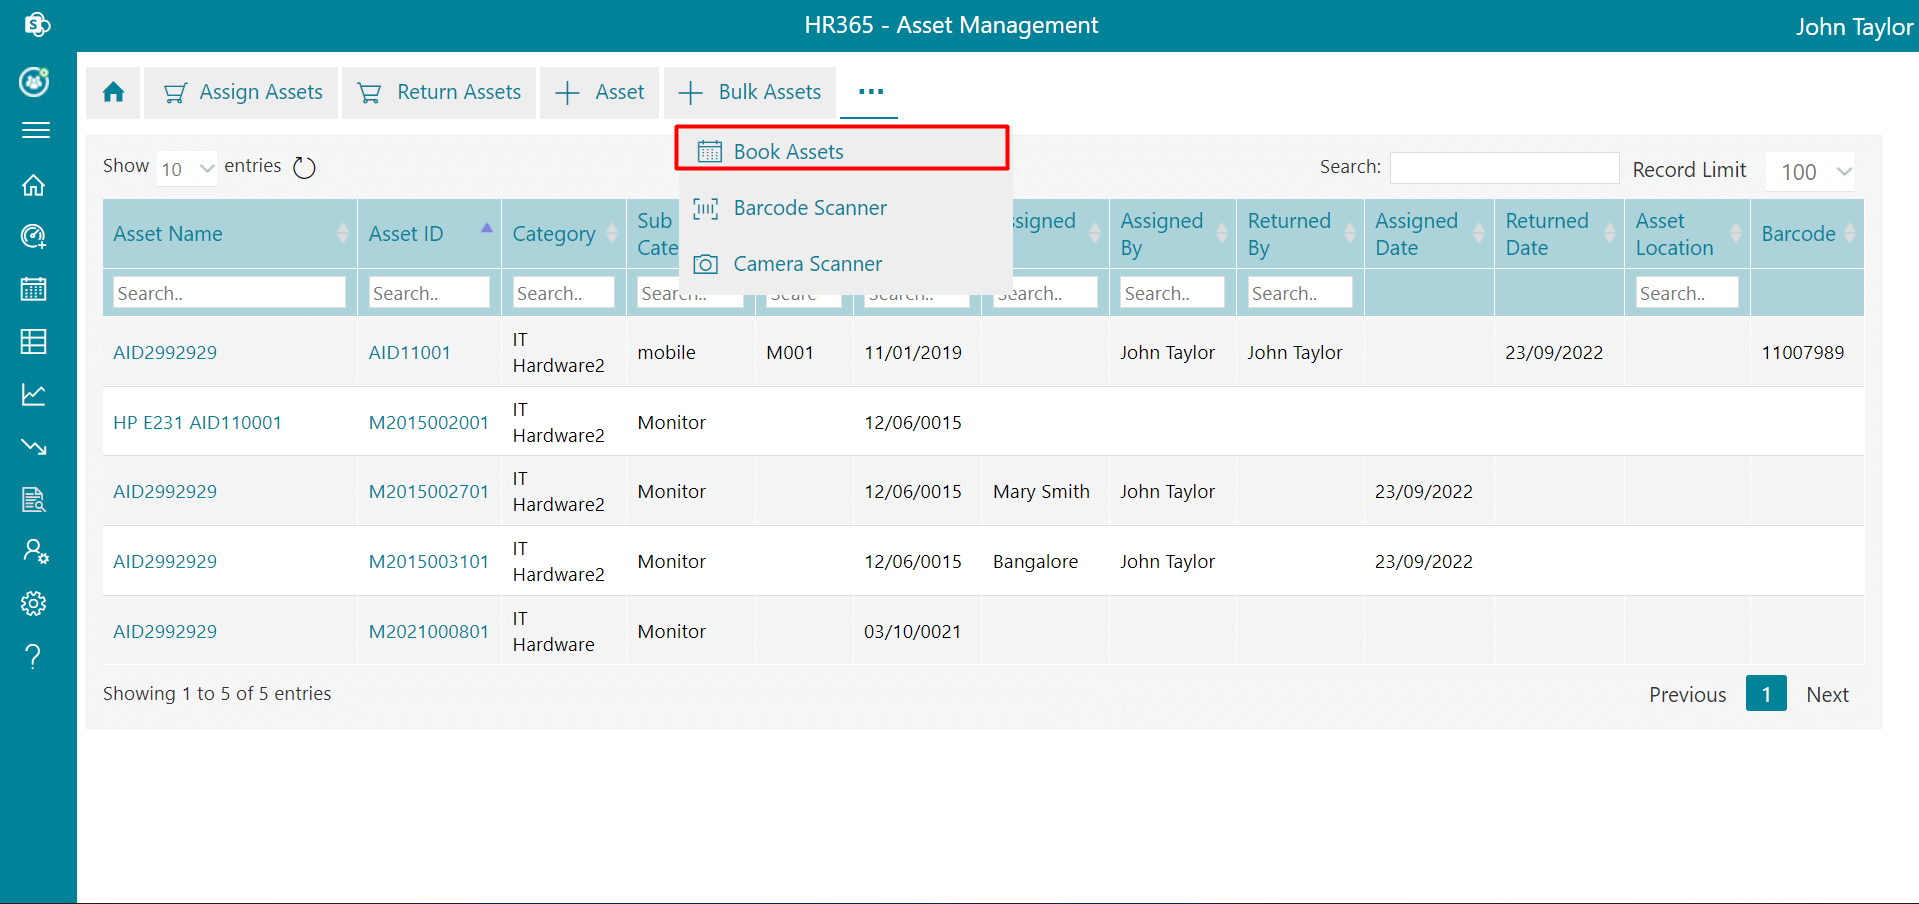 HR365 - Asset Management
John Taylor
Assign Assets
Return Assets
Asset
Bulk Assets
Book Assets
Barcode Scanner
Camera Scanner
Show 10 entries
Search:
Record Limit 100
Asset Name
Asset ID
Category
Sub
Assigned By
Returned By
Assigned Date
Returned Date
Asset Location
Barcode
Search..
Search..
Search..
Search..
Search..
Search..
Search..
AID2992929 AID11001 IT Hardware2 mobile M001 11/01/2019 John Taylor John Taylor 23/09/2022 11007989
HP E231 AID110001 M2015002001 IT Hardware2 Monitor 12/06/0015
AID2992929 M2015002701 IT Hardware2 Monitor 12/06/0015 Mary Smith John Taylor 23/09/2022
AID2992929 M2015003101 IT Hardware2 Monitor 12/06/0015 Bangalore John Taylor 23/09/2022
AID2992929 M2021000801 IT Hardware Monitor 03/10/0021
Showing 1 to 5 of 5 entries
Previous 1 Next